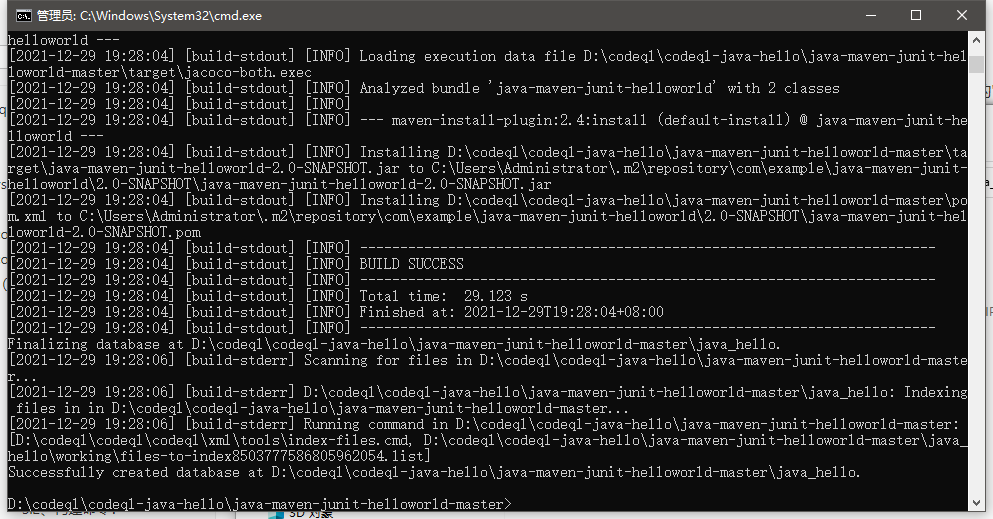 管理员: C:\Windows\System32\cmd.exe
helloworld ---
[2021-12-29 19:28:04] [build-stdout] [INFO] Loading execution data file D:\codeql\codeql-java-hello\java-maven-junit-hel
loworld-master\target\jacoco-both.exec
[2021-12-29 19:28:04] [build-stdout] [INFO] Analyzed bundle 'java-maven-junit-helloworld' with 2 classes
[2021-12-29 19:28:04] [build-stdout] [INFO]
[2021-12-29 19:28:04] [build-stdout] [INFO] --- maven-install-plugin:2.4:install (default-install) @ java-maven-junit-he
lloworld ---
[2021-12-29 19:28:04] [build-stdout] [INFO] Installing D:\codeql\codeql-java-hello\java-maven-junit-helloworld-master\ta
rget\java-maven-junit-helloworld-2.0-SNAPSHOT.jar to C:\Users\Administrator\.m2\repository\com\example\java-maven-junit-
helloworld\2.0-SNAPSHOT\java-maven-junit-helloworld-2.0-SNAPSHOT.jar
[2021-12-29 19:28:04] [build-stdout] [INFO] Installing D:\codeql\codeql-java-hello\java-maven-junit-helloworld-master\po
m.xml to C:\Users\Administrator\.m2\repository\com\example\java-maven-junit-helloworld\2.0-SNAPSHOT\java-maven-junit-hel
loworld-2.0-SNAPSHOT.pom
[2021-12-29 19:28:04] [build-stdout] [INFO] ------------------------------------------------------------------------
[2021-12-29 19:28:04] [build-stdout] [INFO] BUILD SUCCESS
[2021-12-29 19:28:04] [build-stdout] [INFO] ------------------------------------------------------------------------
[2021-12-29 19:28:04] [build-stdout] [INFO] Total time:  29.123 s
[2021-12-29 19:28:04] [build-stdout] [INFO] Finished at: 2021-12-29T19:28:04+08:00
[2021-12-29 19:28:04] [build-stdout] [INFO] ------------------------------------------------------------------------
Finalizing database at D:\codeql\codeql-java-hello\java-maven-junit-helloworld-master\java_hello.
[2021-12-29 19:28:06] [build-stderr] Scanning for files in D:\codeql\codeql-java-hello\java-maven-junit-helloworld-maste
r...
[2021-12-29 19:28:06] [build-stderr] D:\codeql\codeql-java-hello\java-maven-junit-helloworld-master\java_hello: Indexing
 files in in D:\codeql\codeql-java-hello\java-maven-junit-helloworld-master...
[2021-12-29 19:28:06] [build-stderr] Running command in D:\codeql\codeql-java-hello\java-maven-junit-helloworld-master:
[D:\codeql\codeql\codeql\xml\tools\index-files.cmd, D:\codeql\codeql-java-hello\java-maven-junit-helloworld-master\java_
hello\working\files-to-index8503777586805962054.list]
Successfully created database at D:\codeql\codeql-java-hello\java-maven-junit-helloworld-master\java_hello.
D:\codeql\codeql-java-hello\java-maven-junit-helloworld-master>